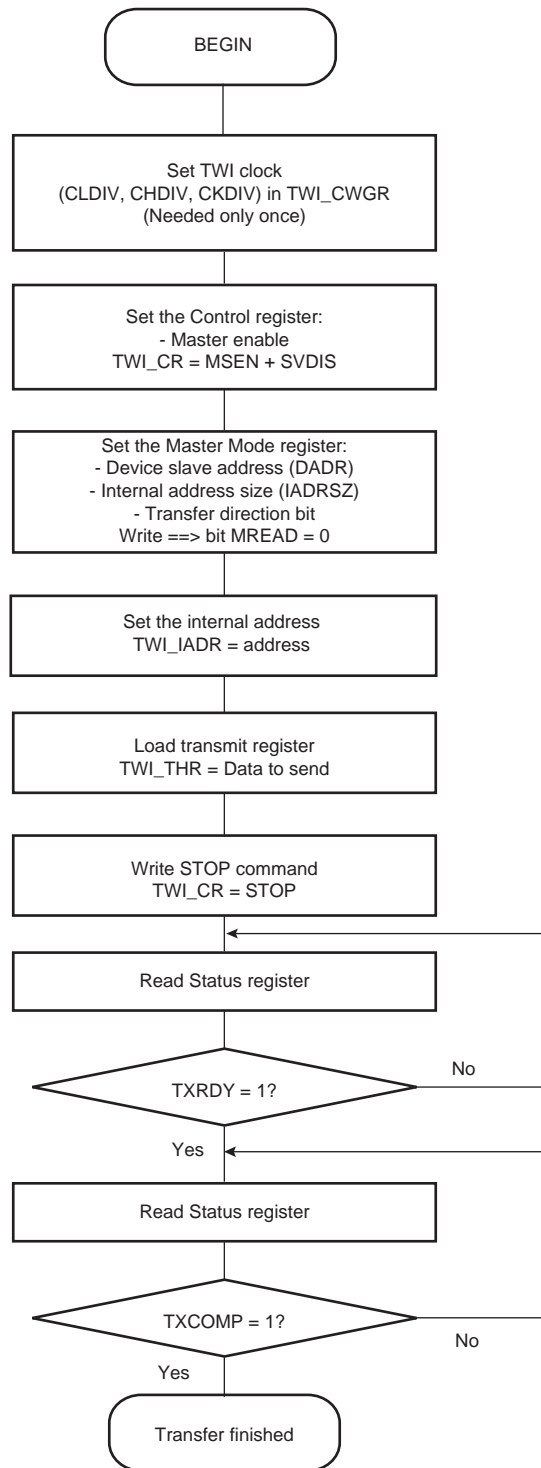 BEGIN
Set TWI clock
(CLDIV, CHDIV, CKDIV) in TWI_CWGR
(Needed only once)
Set the Control register:
- Master enable
TWI_CR = MSEN + SVDIS
Set the Master Mode register:
- Device slave address (DADR)
- Internal address size (IADRSZ)
- Transfer direction bit
Write ==> bit MREAD = 0
Set the internal address
TWI_IADR = address
Load transmit register
TWI_THR = Data to send
Write STOP command
TWI_CR = STOP
Read Status register
TXRDY = 1?
No
Yes
Read Status register
TXCOMP = 1?
No
Yes
Transfer finished